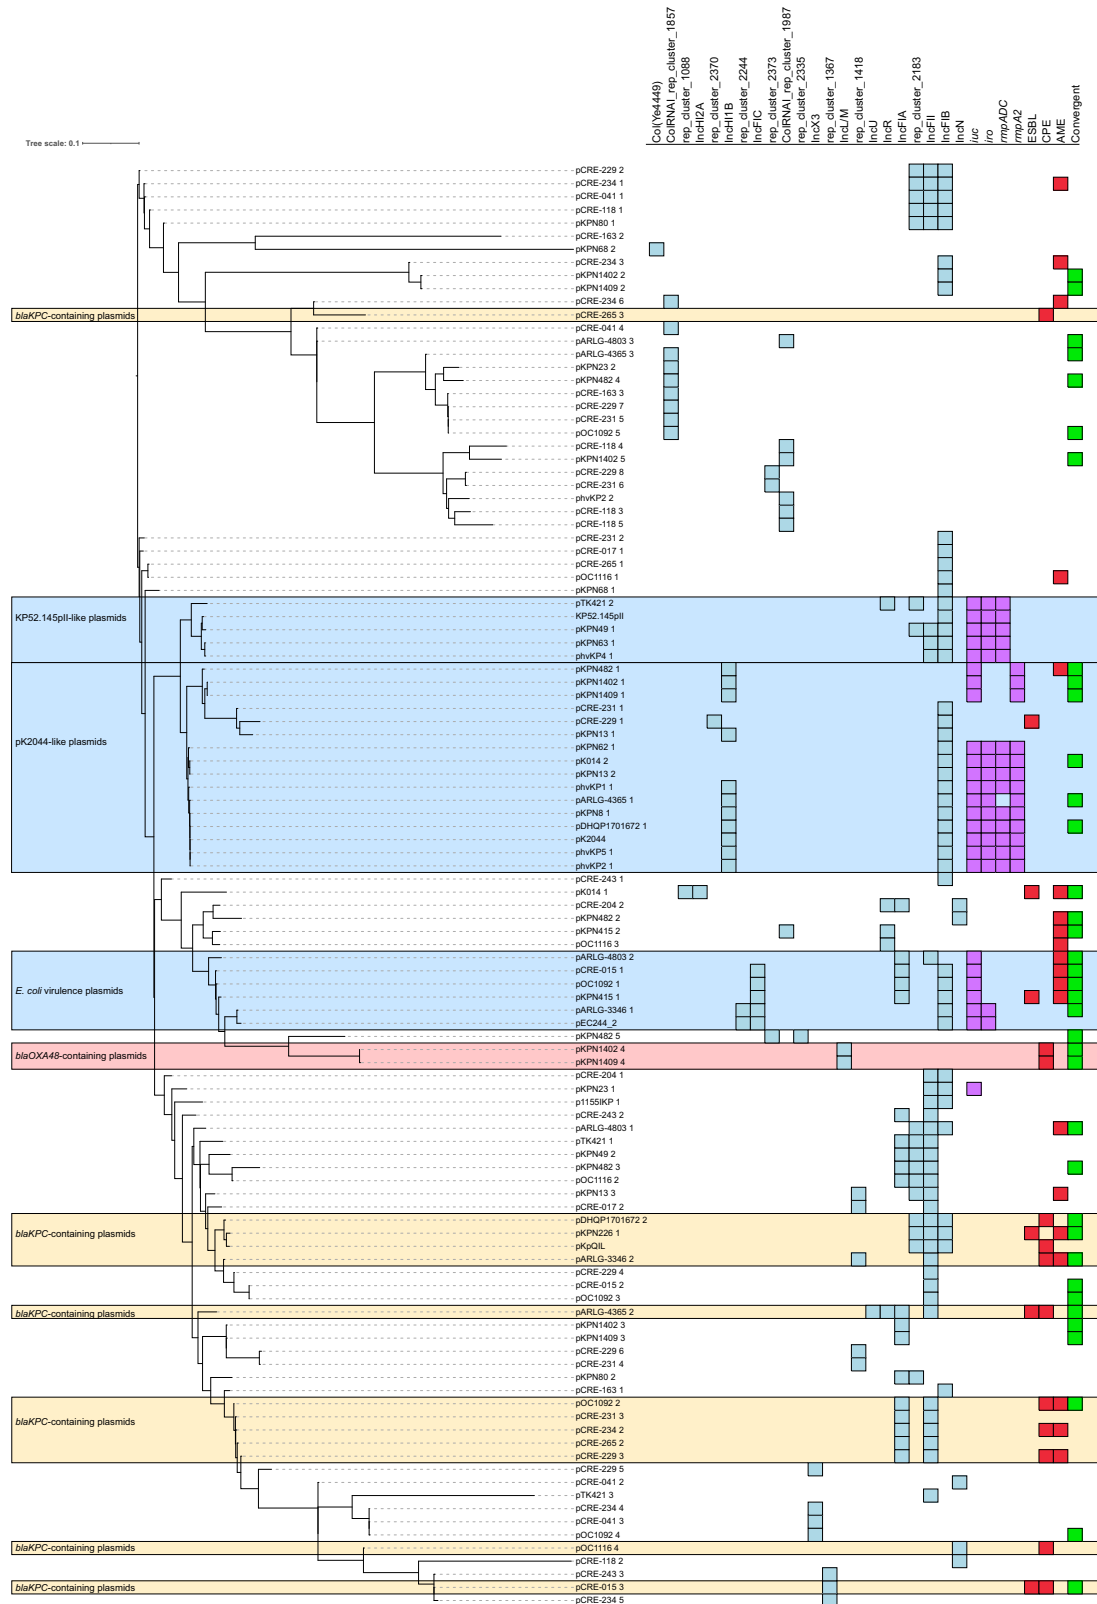 Col(Ye4449)
ColRNAI_rep_cluster_1857
rep_cluster_1088
IncHI2A
rep_cluster_2370
IncHI1B
rep_cluster_2244
IncFIC
rep_cluster_2373
ColRNAI_rep_cluster_1987
rep_cluster_2335
IncX3
rep_cluster_1367
IncL/M
rep_cluster_1418
IncU
IncR
IncFIA
rep_cluster_2183
IncFII
IncFIB
IncN
iuc
iro
rmpADC
rmpA2
ESBL
CPE
AME
Convergent
Tree scale: 0.1
pCRE-229 2
pCRE-234 1
pCRE-041 1
pCRE-118 1
pKPN80 1
pCRE-163 2
pKPN68 2
pCRE-234 3
pKPN1402 2
pKPN1409 2
pCRE-234 6
blaKPC-containing plasmids
pCRE-265 3
pCRE-041 4
pARLG-4803 3
pARLG-4365 3
pKPN23 2
pKPN482 4
pCRE-163 3
pCRE-229 7
pCRE-231 5
pOC1092 5
pCRE-118 4
pKPN1402 5
pCRE-229 8
pCRE-231 6
phvKP2 2
pCRE-118 3
pCRE-118 5
pCRE-231 2
pCRE-017 1
pCRE-265 1
pOC1116 1
pKPN68 1
pTK421 2
KP52.145pII-like plasmids
KP52.145pII
pKPN49 1
pKPN63 1
phvKP4 1
pKPN482 1
pKPN1402 1
pKPN1409 1
pCRE-231 1
pCRE-229 1
pKPN13 1
pK2044-like plasmids
pKPN62 1
pK014 2
pKPN13 2
phvKP1 1
pARLG-4365 1
pKPN8 1
pDHQP1701672 1
pK2044
phvKP5 1
phvKP2 1
pCRE-243 1
pK014 1
pCRE-204 2
pKPN482 2
pKPN415 2
pOC1116 3
pARLG-4803 2
pCRE-015 1
pOC1092 1
E. coli virulence plasmids
pKPN415 1
pARLG-3346 1
pEC244_2
pKPN482 5
blaOXA48-containing plasmids
pKPN1402 4
pKPN1409 4
pCRE-204 1
pKPN23 1
p1155IKP 1
pCRE-243 2
pARLG-4803 1
pTK421 1
pKPN49 2
pKPN482 3
pOC1116 2
pKPN13 3
pCRE-017 2
pDHQP1701672 2
blaKPC-containing plasmids
pKPN226 1
pKpQIL
pARLG-3346 2
pCRE-229 4
pCRE-015 2
pOC1092 3
blaKPC-containing plasmids
pARLG-4365 2
pKPN1402 3
pKPN1409 3
pCRE-229 6
pCRE-231 4
pKPN80 2
pCRE-163 1
pOC1092 2
pCRE-231 3
blaKPC-containing plasmids
pCRE-234 2
pCRE-265 2
pCRE-229 3
pCRE-229 5
pCRE-041 2
pTK421 3
pCRE-234 4
pCRE-041 3
pOC1092 4
blaKPC-containing plasmids
pOC1116 4
pCRE-118 2
pCRE-243 3
blaKPC-containing plasmids
pCRE-015 3
pCRE-234 5